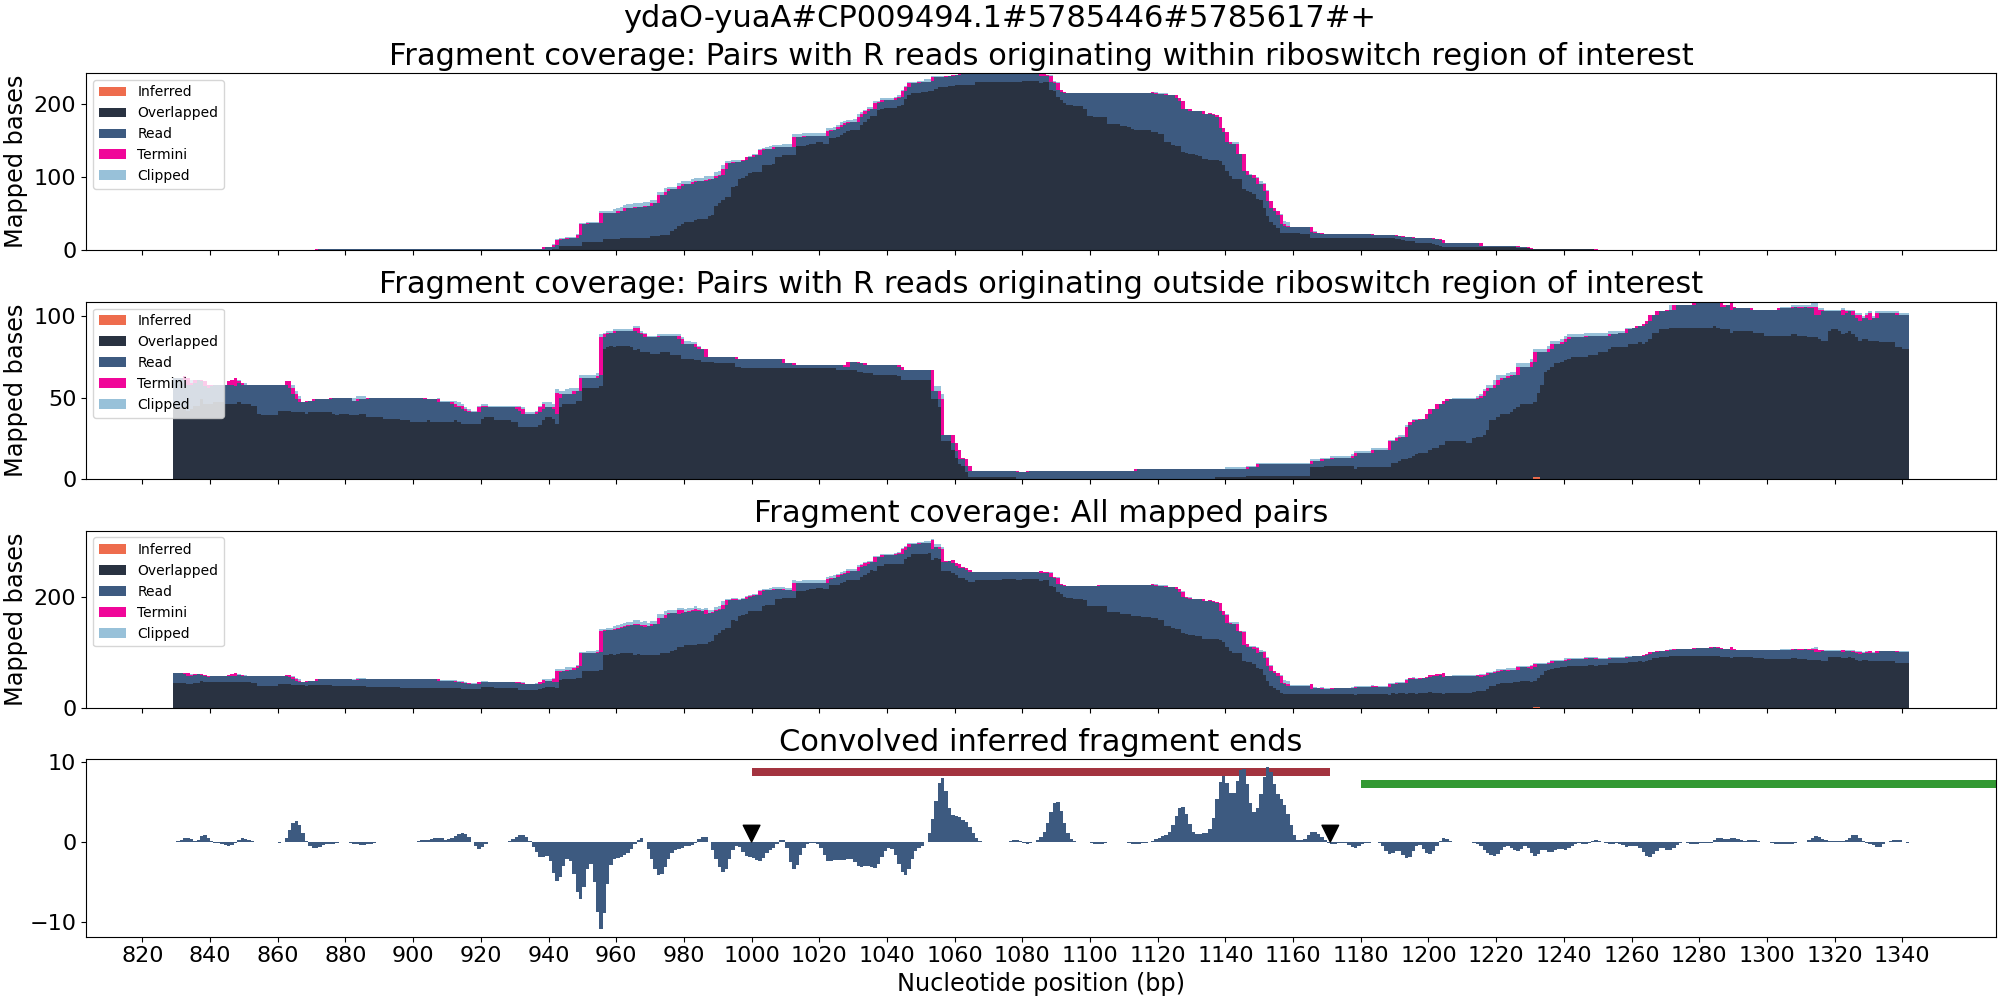 ydaO-yuaA#CP009494.1#5785446#5785617#+
Fragment coverage: Pairs with R reads originating within riboswitch region of interest
Mapped bases
200
100
0
Inferred
Overlapped
Read
Termini
Clipped
Fragment coverage: Pairs with R reads originating outside riboswitch region of interest
Mapped bases
100
50
0
Inferred
Overlapped
Read
Termini
Clipped
Fragment coverage: All mapped pairs
Mapped bases
200
0
Inferred
Overlapped
Read
Termini
Clipped
Convolved inferred fragment ends
10
0
−10
820 840 860 880 900 920 940 960 980 1000 1020 1040 1060 1080 1100 1120 1140 1160 1180 1200 1220 1240 1260 1280 1300 1320 1340
Nucleotide position (bp)